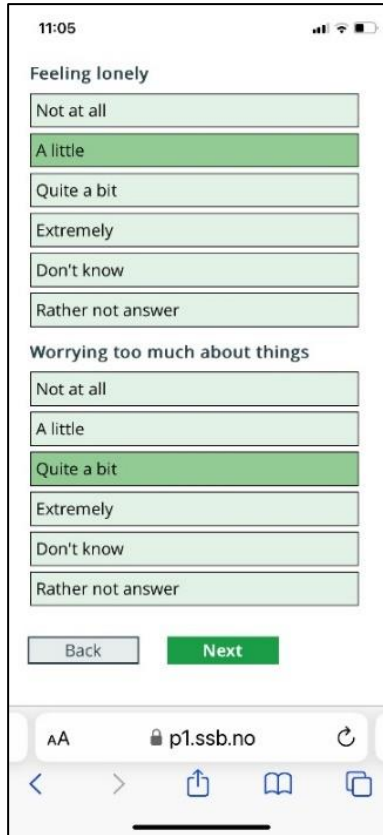 11:05
Feeling lonely
Not at all
A little
Quite a bit
Extremely
Don't know
Rather not answer
Worrying too much about things
Not at all
A little
Quite a bit
Extremely
Don't know
Rather not answer
Back Next
AA p1.ssb.no